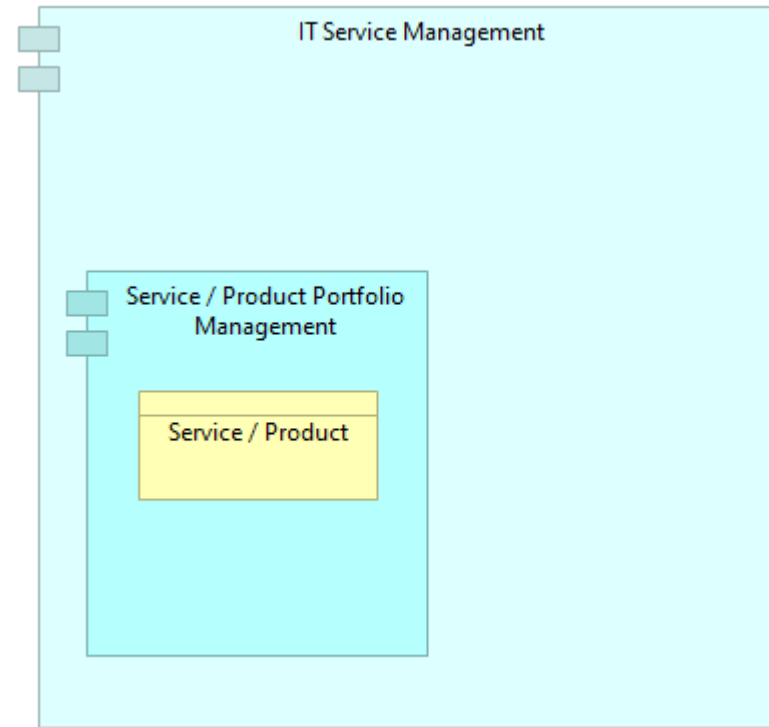 IT Service Management
Service / Product Portfolio
Management
Service / Product